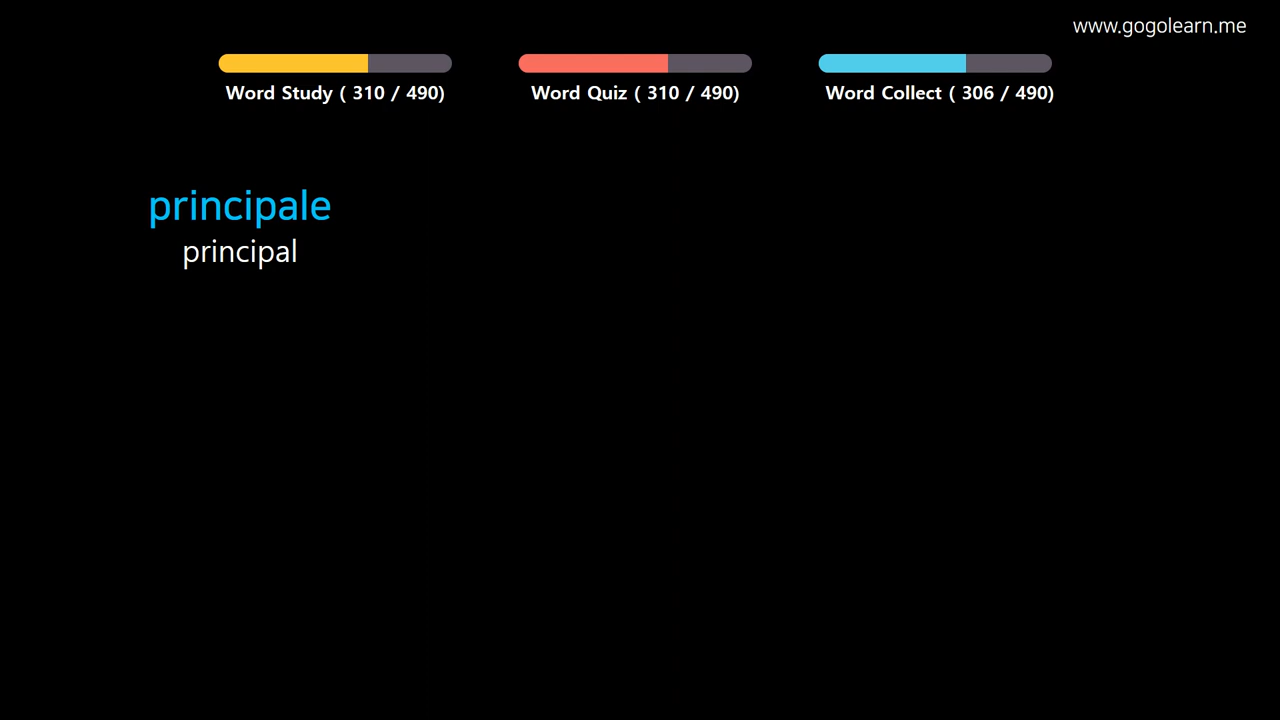 www.gogolearn.me
Word Study ( 310 / 490)
Word Quiz ( 310 / 490)
Word Collect ( 306 / 490)
principale
principal